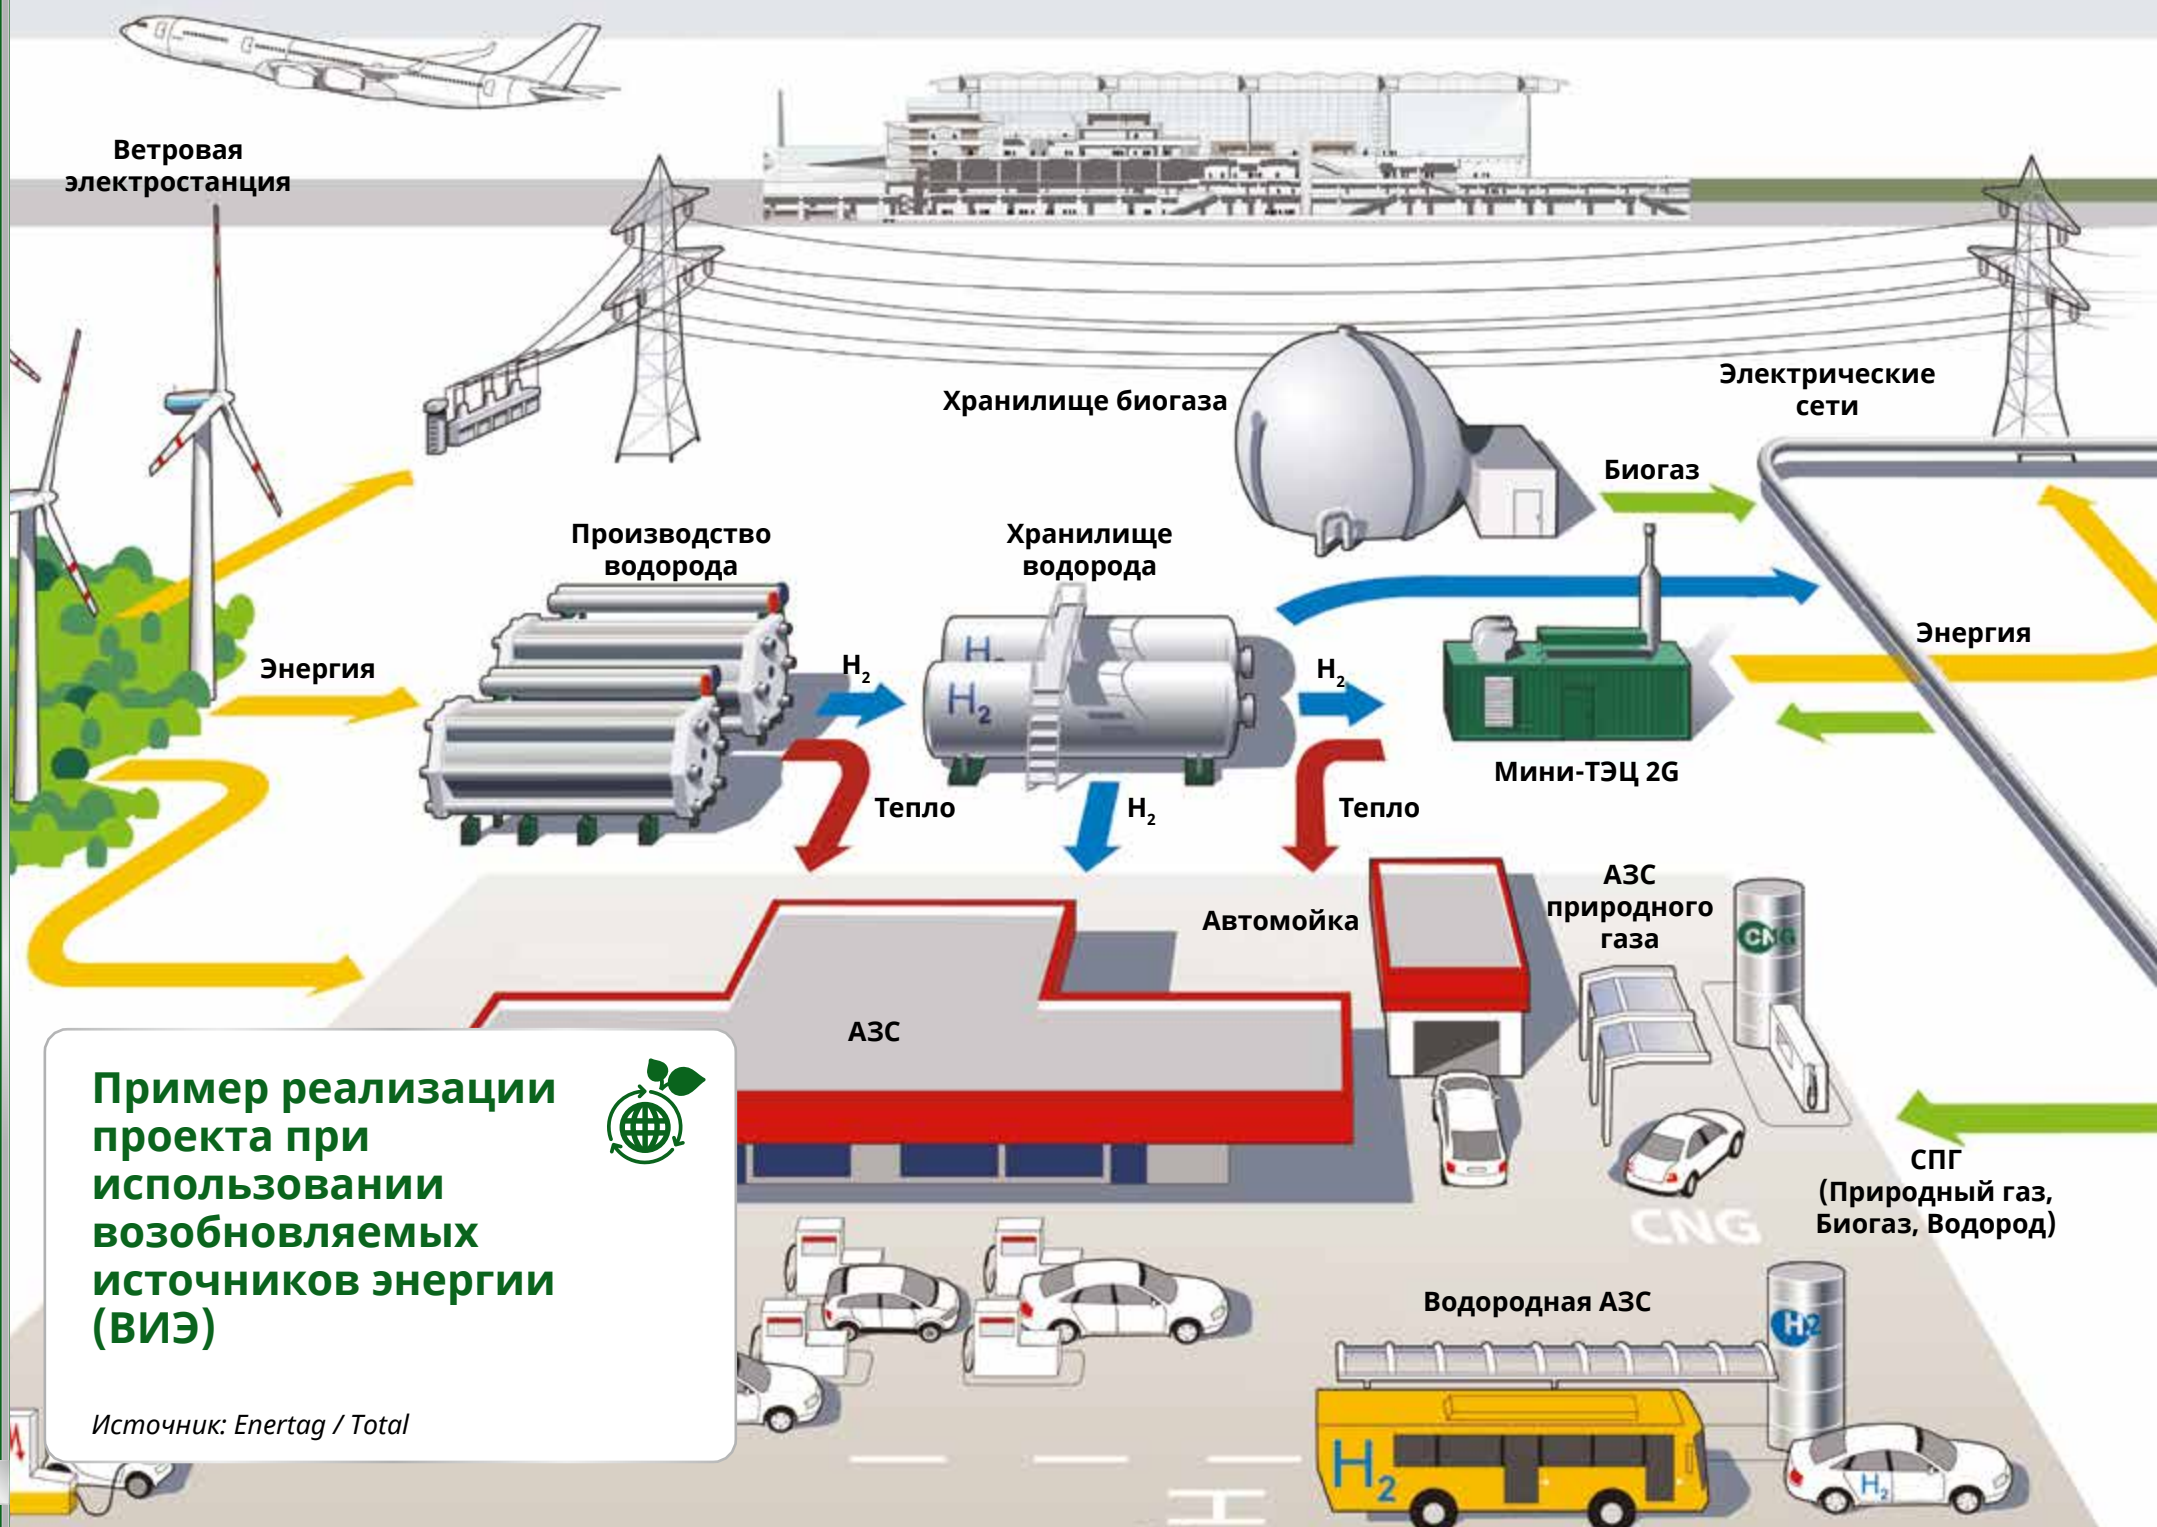 Ветровая
электростанция
Хранилище биогаза
Электрические
сети
Биогаз
Производство
водорода
Хранилище
водорода
Энергия
Энергия
H₂
H₂
H₂
H₂
Мини-ТЭЦ 2G
Тепло
H₂
Тепло
АЗС
природного
газа
Автомойка
CNG
АЗС
Пример реализации
проекта при
использовании
возобновляемых
источников энергии
(ВИЭ)
Источник: Enertag / Total
СПГ
(Природный газ,
Биогаз, Водород)
CNG
Водородная АЗС
H2
H₂
H₂